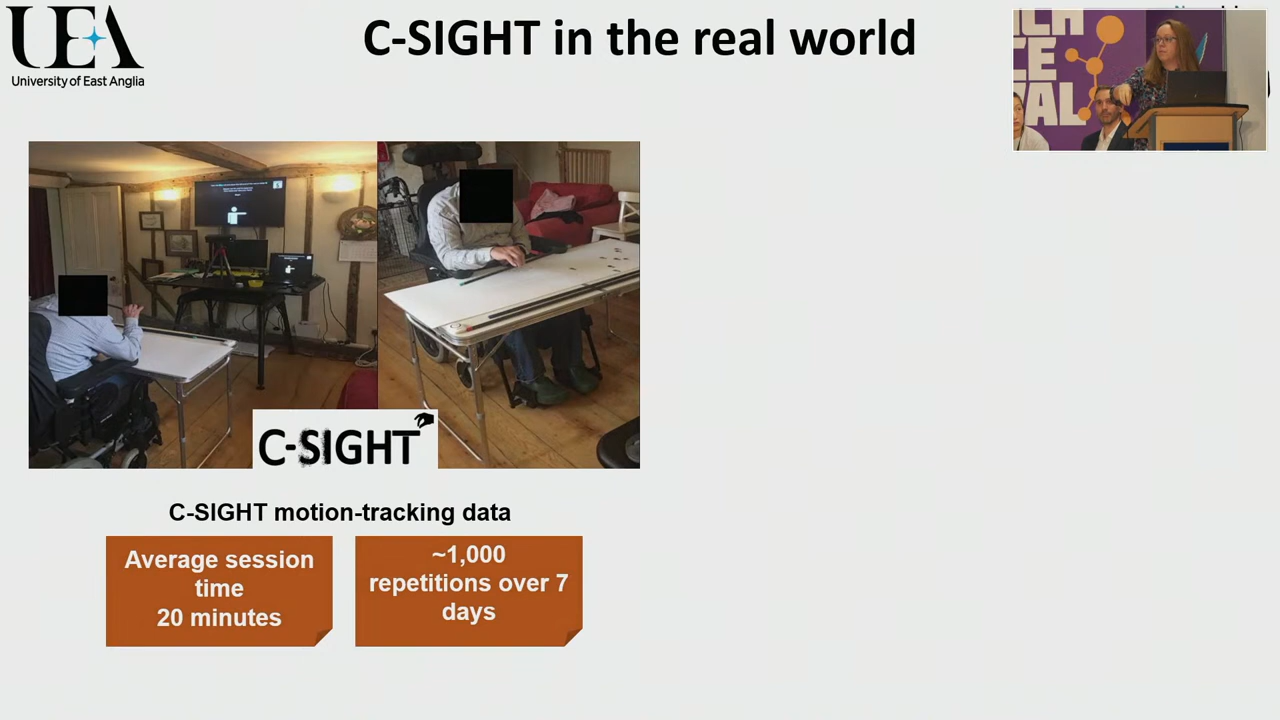 UEA
University of East Anglia
C-SIGHT in the real world
C-SIGHT
C-SIGHT motion-tracking data
Average session
time
20 minutes
~1,000
repetitions over 7
days